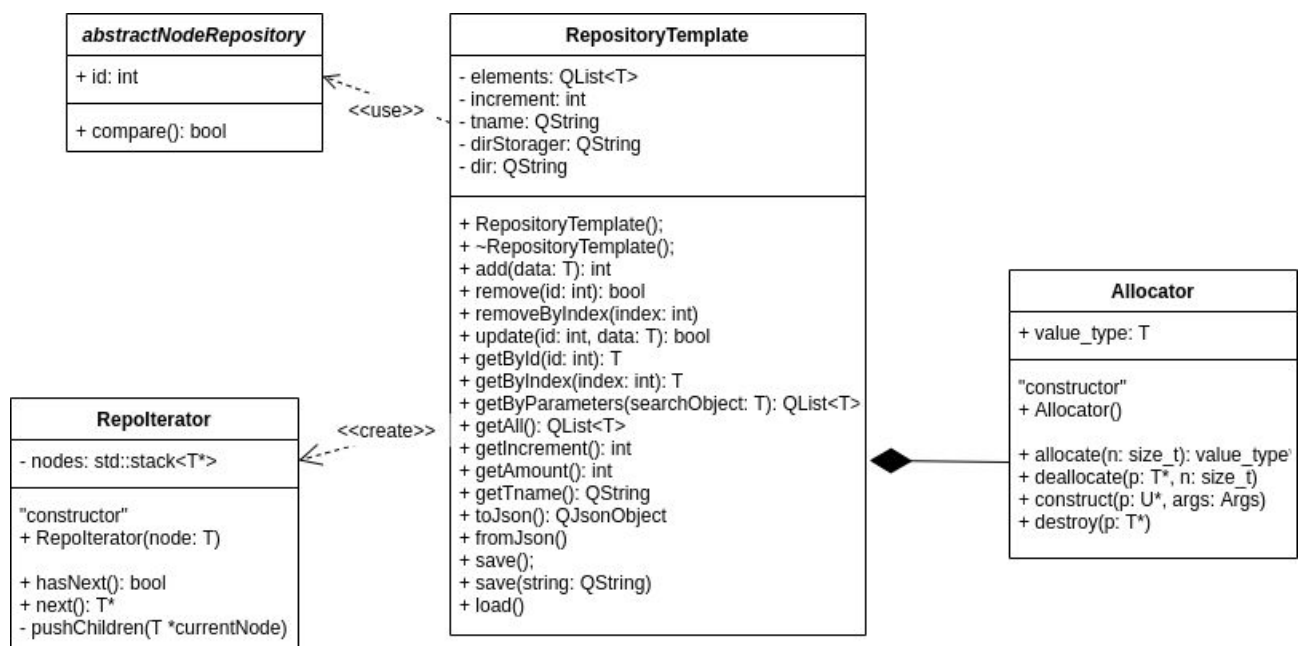 abstractNodeRepository
+ id: int
+ compare(): bool
<<use>>
RepositoryTemplate
- elements: QList<T>
- increment: int
- tname: QString
- dirStorager: QString
- dir: QString
+ RepositoryTemplate();
+ ~RepositoryTemplate();
+ add(data: T): int
+ remove(id: int): bool
+ removeByIndex(index: int)
+ update(id: int, data: T): bool
+ getById(id: int): T
+ getByIndex(index: int): T
+ getByParameters(searchObject: T): QList<T>
+ getAll(): QList<T>
+ getIncrement(): int
+ getAmount(): int
+ getTname(): QString
+ toJson(): QJsonObject
+ fromJson()
+ save();
+ save(string: QString)
+ load()
<<create>>
RepoIterator
- nodes: std::stack<T*>
"constructor"
+ RepoIterator(node: T)
+ hasNext(): bool
+ next(): T*
- pushChildren(T *currentNode)
Allocator
+ value_type: T
"constructor"
+ Allocator()
+ allocate(n: size_t): value_type
+ deallocate(p: T*, n: size_t)
+ construct(p: U*, args: Args)
+ destroy(p: T*)